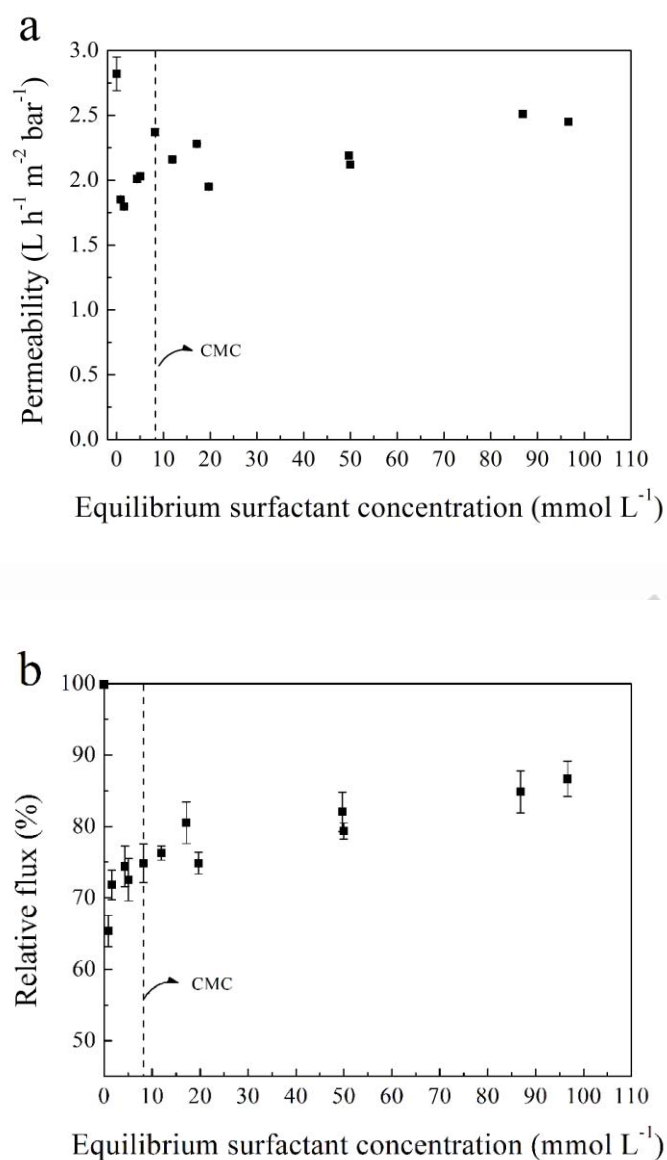 a
3.0
2.5
2.0
1.5
1.0
0.5
0.0
Permeability (L h⁻¹ m⁻² bar⁻¹)
CMC
0 10 20 30 40 50 60 70 80 90 100 110
Equilibrium surfactant concentration (mmol L⁻¹)
b
100
90
80
70
60
50
Relative flux (%)
CMC
0 10 20 30 40 50 60 70 80 90 100 110
Equilibrium surfactant concentration (mmol L⁻¹)